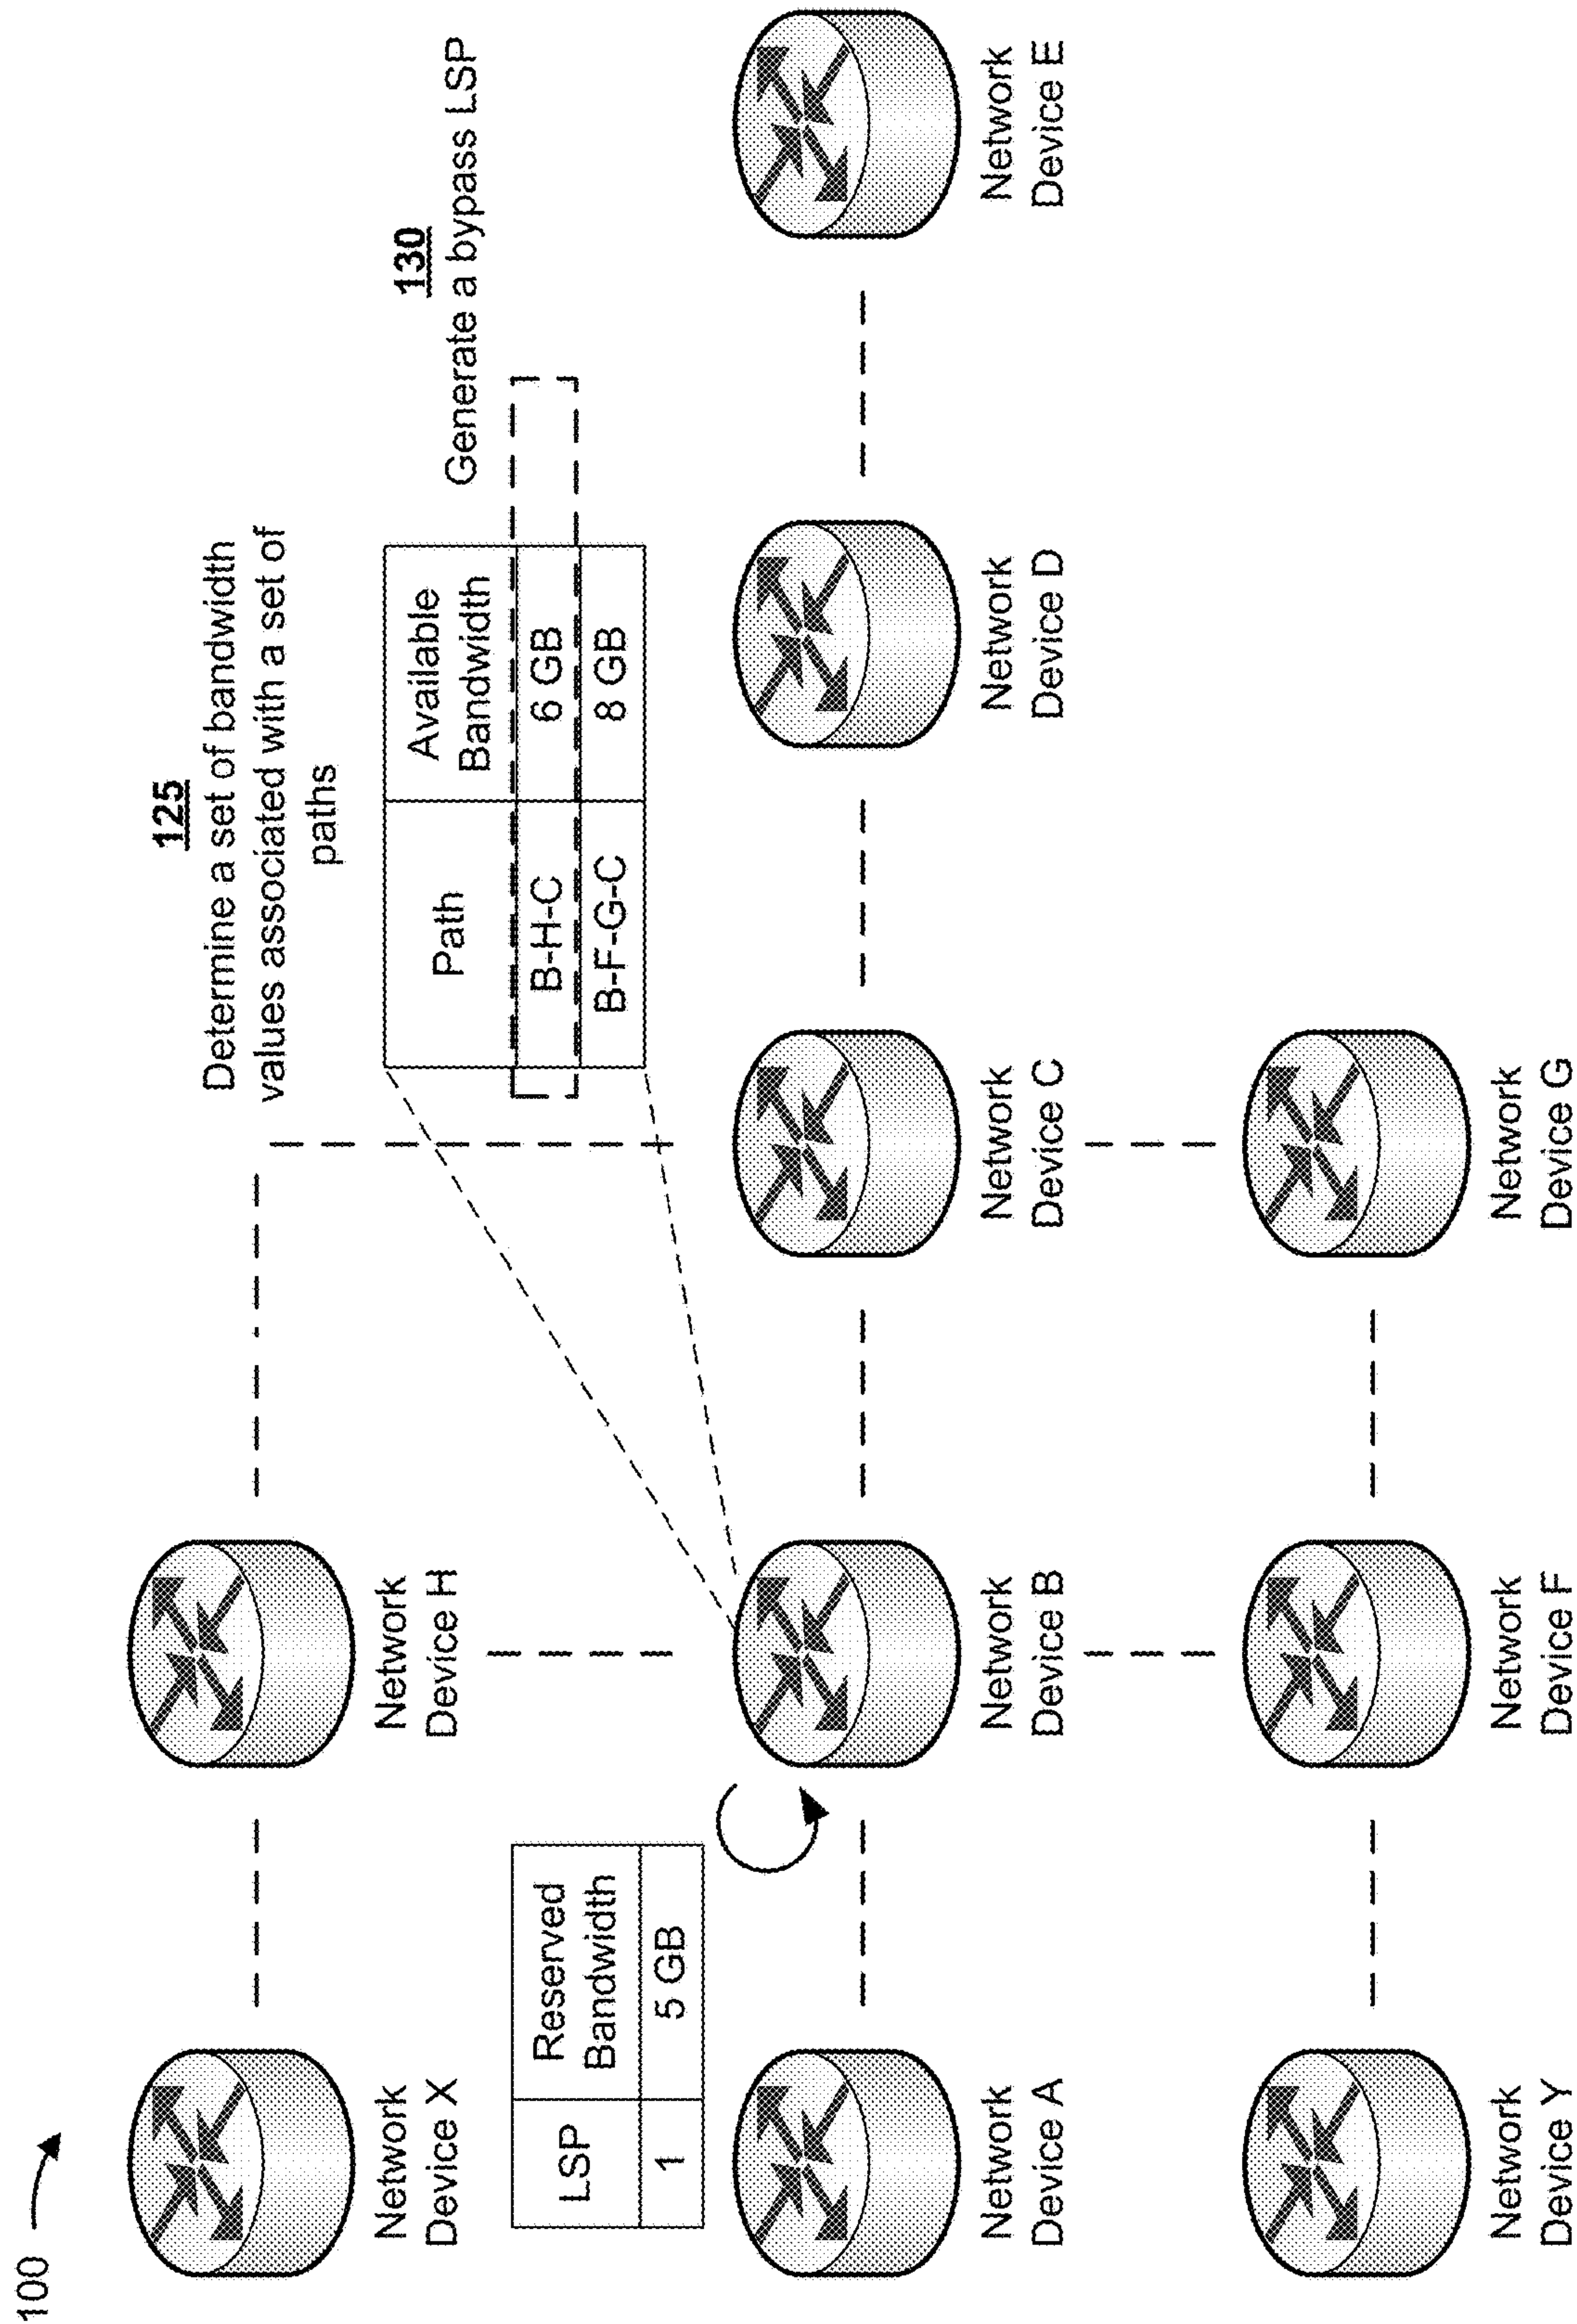 100
125
Determine a set of bandwidth
values associated with a set of
paths
130
Generate a bypass LSP
Path
Available
Bandwidth
B-H-C
6 GB
B-F-G-C
8 GB
Network
Device X
Network
Device H
LSP
Reserved
Bandwidth
1
5 GB
Network
Device A
Network
Device B
Network
Device C
Network
Device D
Network
Device E
Network
Device Y
Network
Device F
Network
Device G